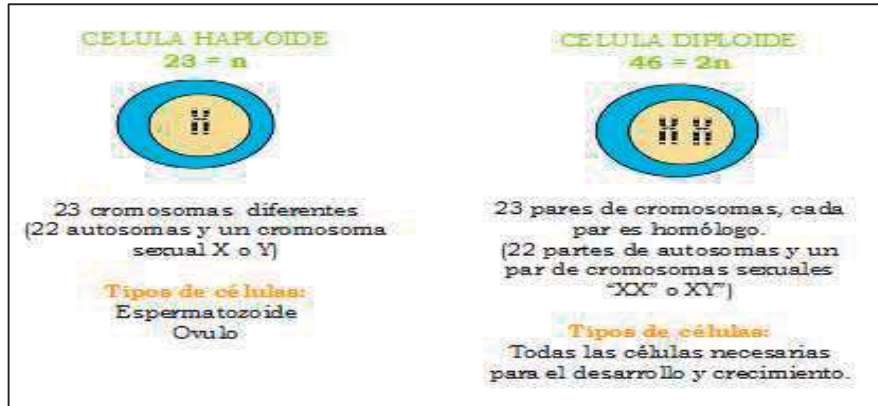 CELULA HAPLOIDE
23 = n
23 cromosomas diferentes
(22 autosomas y un cromosoma
sexual X o Y)
Tipos de células:
Espermatozoide
Ovulo
CELULA DIPLOIDE
46 = 2n
23 pares de cromosomas, cada
par es homólogo.
(22 partes de autosomas y un
par de cromosomas sexuales
“XX” o XY”)
Tipos de células:
Todas las células necesarias
para el desarrollo y crecimiento.